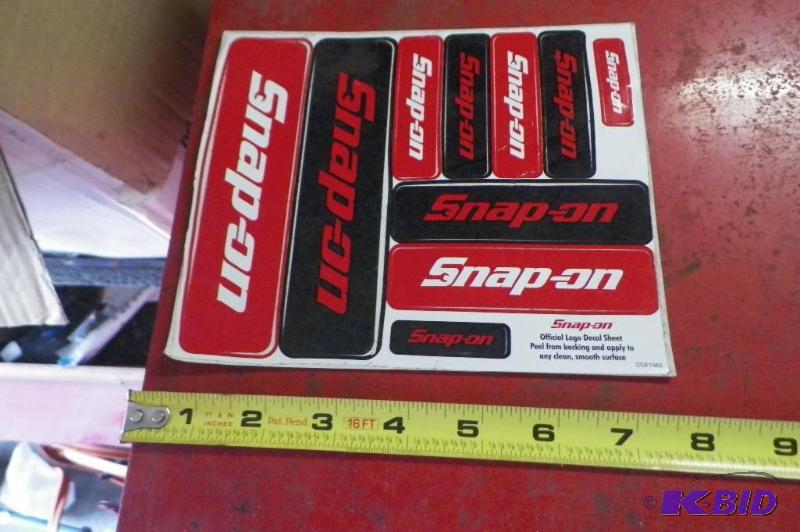 Snap-on
Snap-on
Snap-on
Snap-on
Snap-on
Snap-on
Snap-on
Snap-on
Snap-on
Snap-on
Snap-on
Official Logo Decal Sheet
Peel from backing and apply to
any clean, smooth surface
1 FT & IN INCHES 2 Pat. Pend 3 16 FT 4 5 6 7 8 9
© K-BID